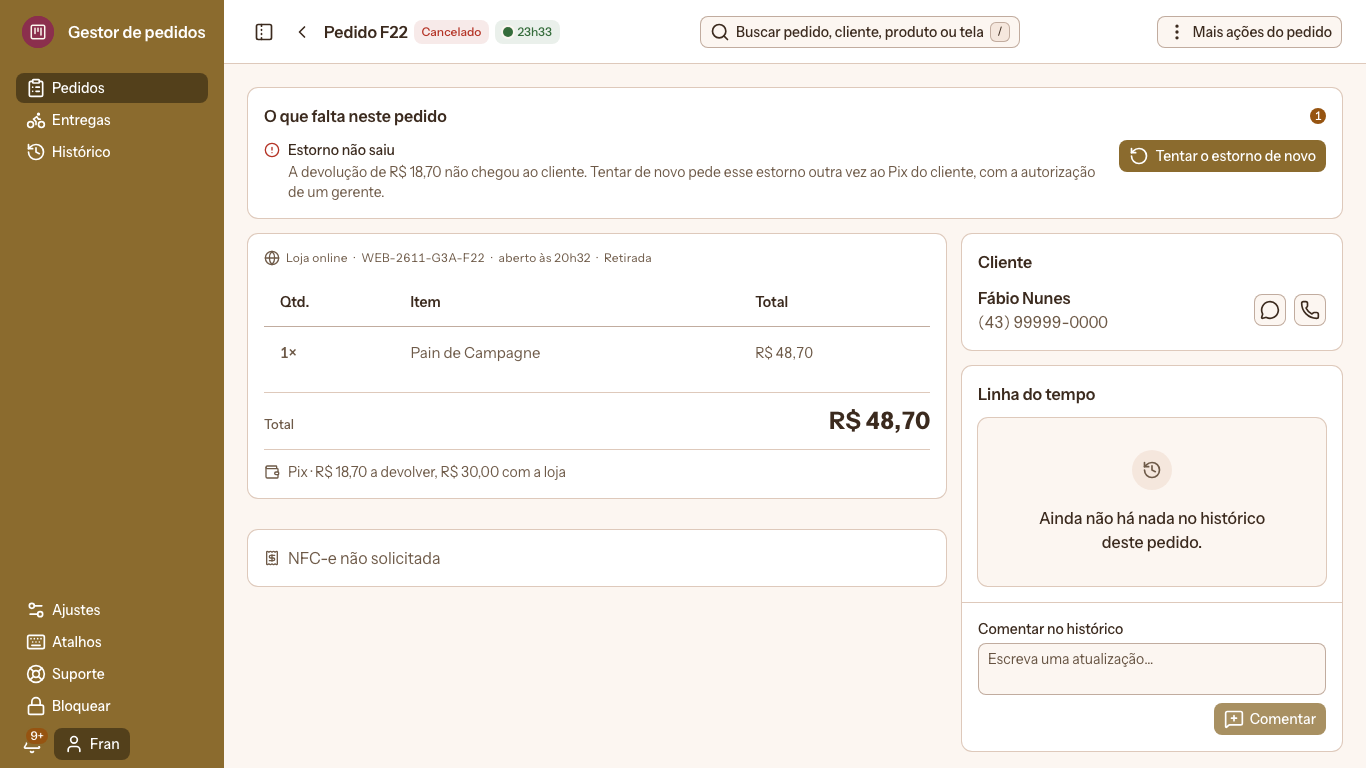 Gestor de pedidos
Pedidos
Entregas
Histórico
Ajustes
Atalhos
Suporte
Bloquear
9+
Fran
Pedido F22
Cancelado
23h33
Buscar pedido, cliente, produto ou tela /
Mais ações do pedido
O que falta neste pedido
1
Estorno não saiu
A devolução de R$ 18,70 não chegou ao cliente. Tentar de novo pede esse estorno outra vez ao Pix do cliente, com a autorização
de um gerente.
Tentar o estorno de novo
Loja online · WEB-2611-G3A-F22 · aberto às 20h32 · Retirada
Qtd. Item Total
1× Pain de Campagne R$ 48,70
Total R$ 48,70
Pix · R$ 18,70 a devolver, R$ 30,00 com a loja
NFC-e não solicitada
Cliente
Fábio Nunes
(43) 99999-0000
Linha do tempo
Ainda não há nada no histórico
deste pedido.
Comentar no histórico
Escreva uma atualização...
Comentar